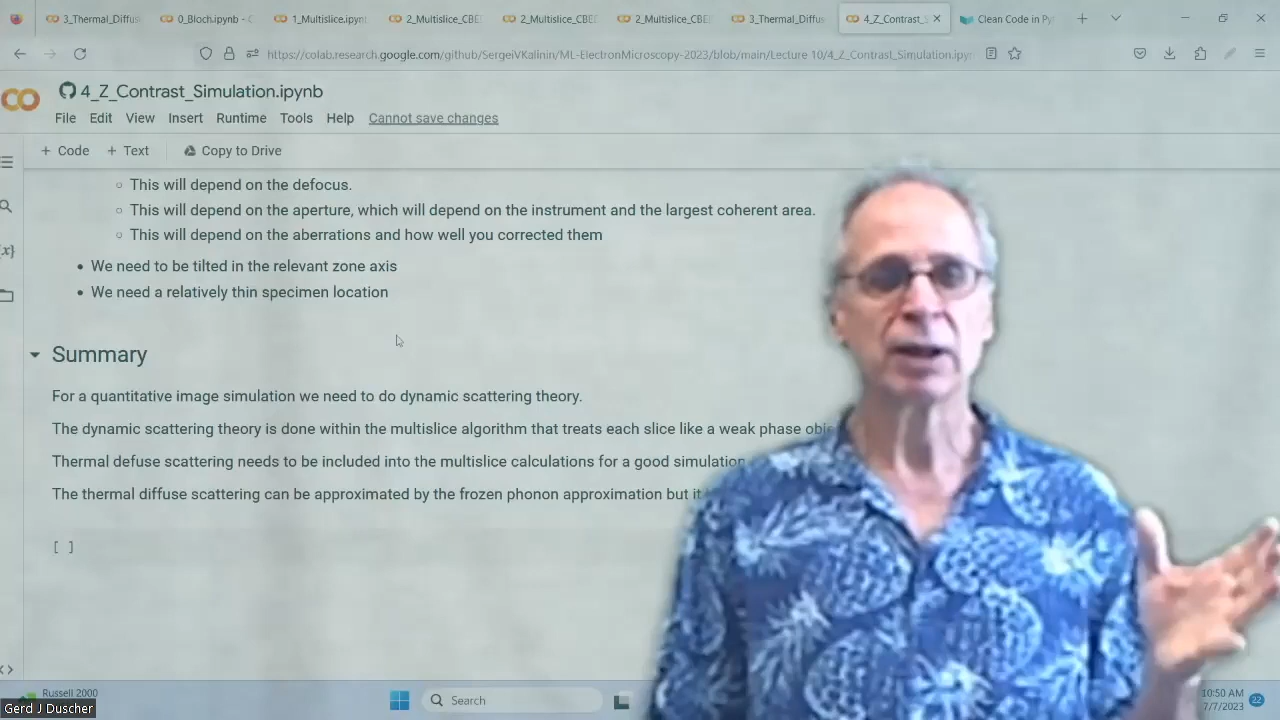 3_Thermal_Diffus
0_Bloch.ipynb - C
1_Multislice.ipyn
2_Multislice_CBE
2_Multislice_CBE
2_Multislice_CBE
3_Thermal_Diffus
4_Z_Contrast_S
Clean Code in Py
https://colab.research.google.com/github/SergeiVKalinin/ML-ElectronMicroscopy-2023/blob/main/Lecture 10/4_Z_Contrast_Simulation.ipyn
4_Z_Contrast_Simulation.ipynb
File Edit View Insert Runtime Tools Help Cannot save changes
+ Code + Text Copy to Drive
This will depend on the defocus.
This will depend on the aperture, which will depend on the instrument and the largest coherent area.
This will depend on the aberrations and how well you corrected them
We need to be tilted in the relevant zone axis
We need a relatively thin specimen location
Summary
For a quantitative image simulation we need to do dynamic scattering theory.
The dynamic scattering theory is done within the multislice algorithm that treats each slice like a weak phase
Thermal defuse scattering needs to be included into the multislice calculations for a good simulation
The thermal diffuse scattering can be approximated by the frozen phonon approximation but it
[ ]
Russell 2000
Search
10:50 AM
7/7/2023
22
Gerd J Duscher